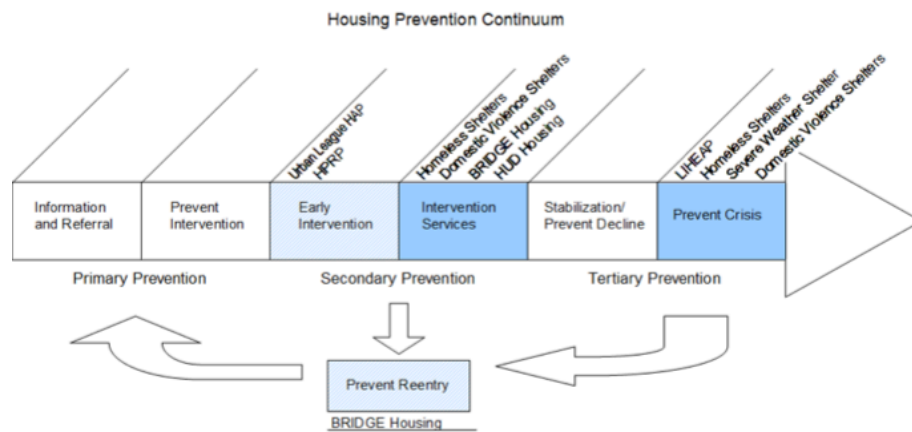 Housing Prevention Continuum
Urban League HAP
HPRP
Homeless Shelters
Domestic Violence Shelters
BRIDGE Housing
HUD Housing
LIHEAP
Homeless Shelters
Severe Weather Shelter
Domestic Violence Shelters
Information
and Referral
Prevent
Intervention
Early
Intervention
Intervention
Services
Stabilization/
Prevent Decline
Prevent Crisis
Primary Prevention
Secondary Prevention
Tertiary Prevention
Prevent Reentry
BRIDGE Housing